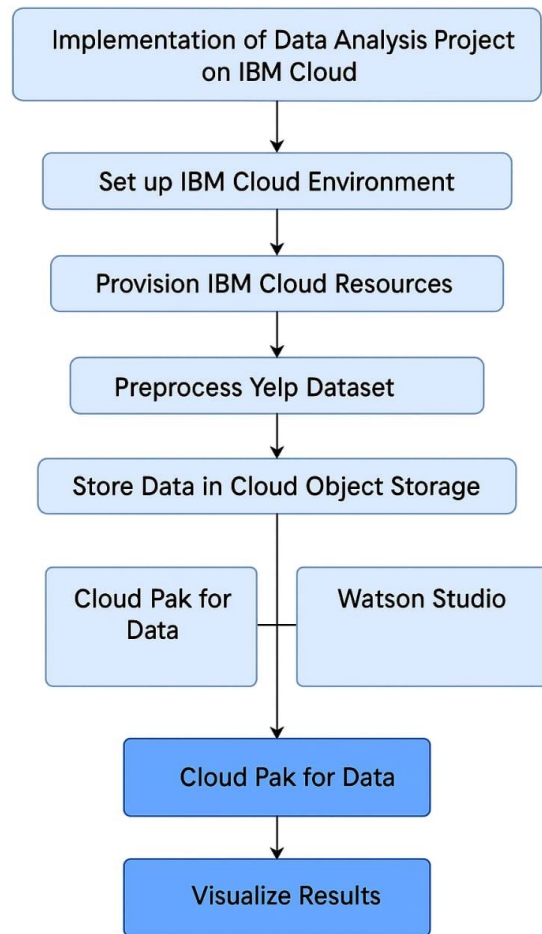 Implementation of Data Analysis Project
on IBM Cloud
Set up IBM Cloud Environment
Provision IBM Cloud Resources
Preprocess Yelp Dataset
Store Data in Cloud Object Storage
Cloud Pak for
Data
Watson Studio
Cloud Pak for Data
Visualize Results